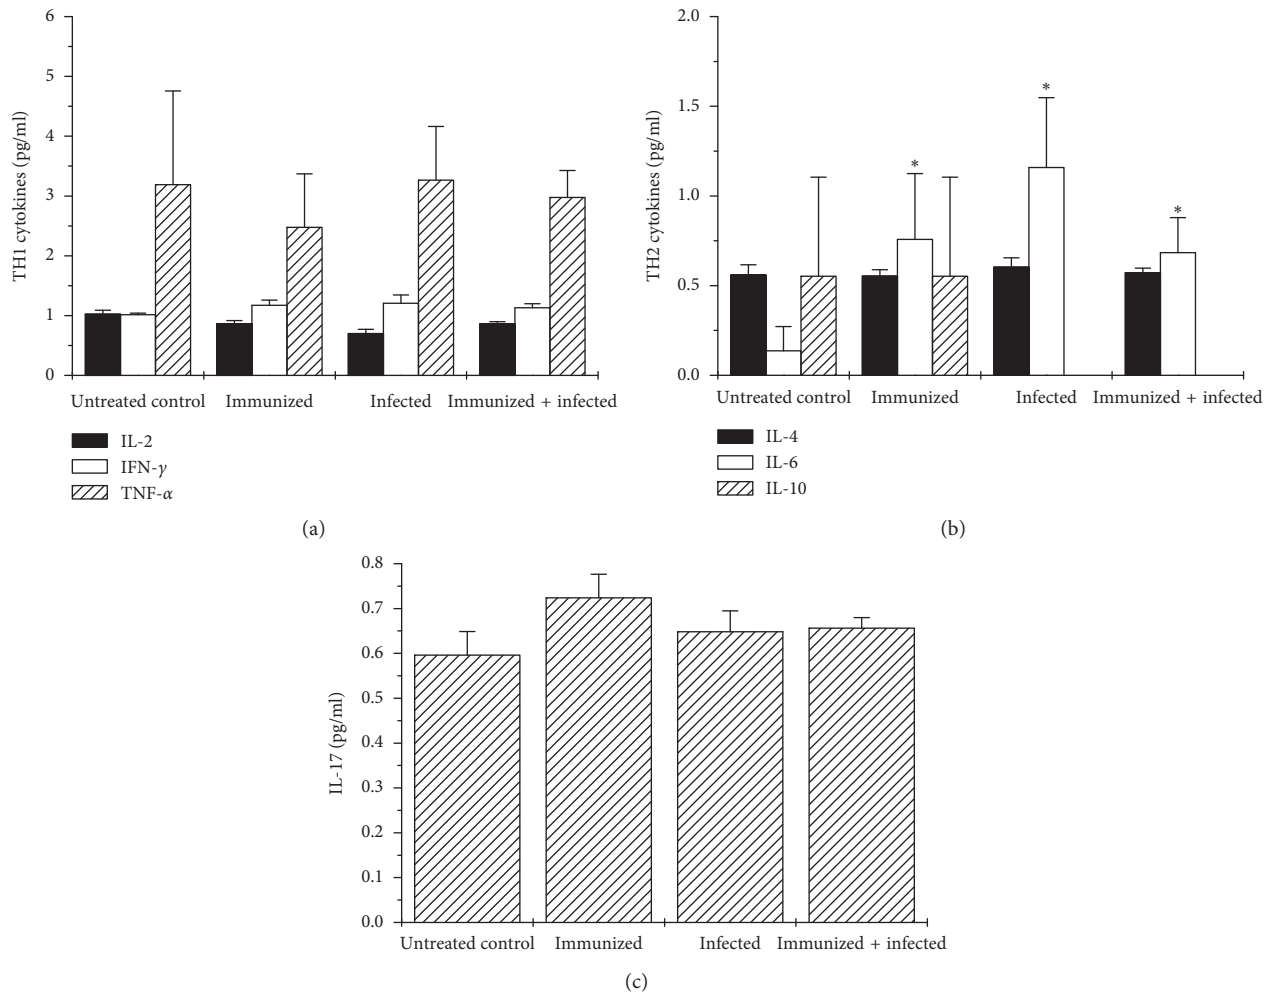 6
5
4
3
2
1
0
TH1 cytokines (pg/ml)
Untreated control
Immunized
Infected
Immunized + infected
IL-2
IFN-γ
TNF-α
(a)
2.0
1.5
1.0
0.5
0.0
TH2 cytokines (pg/ml)
*
*
*
Untreated control
Immunized
Infected
Immunized + infected
IL-4
IL-6
IL-10
(b)
0.8
0.7
0.6
0.5
0.4
0.3
0.2
0.1
0.0
IL-17 (pg/ml)
Untreated control
Immunized
Infected
Immunized + infected
(c)